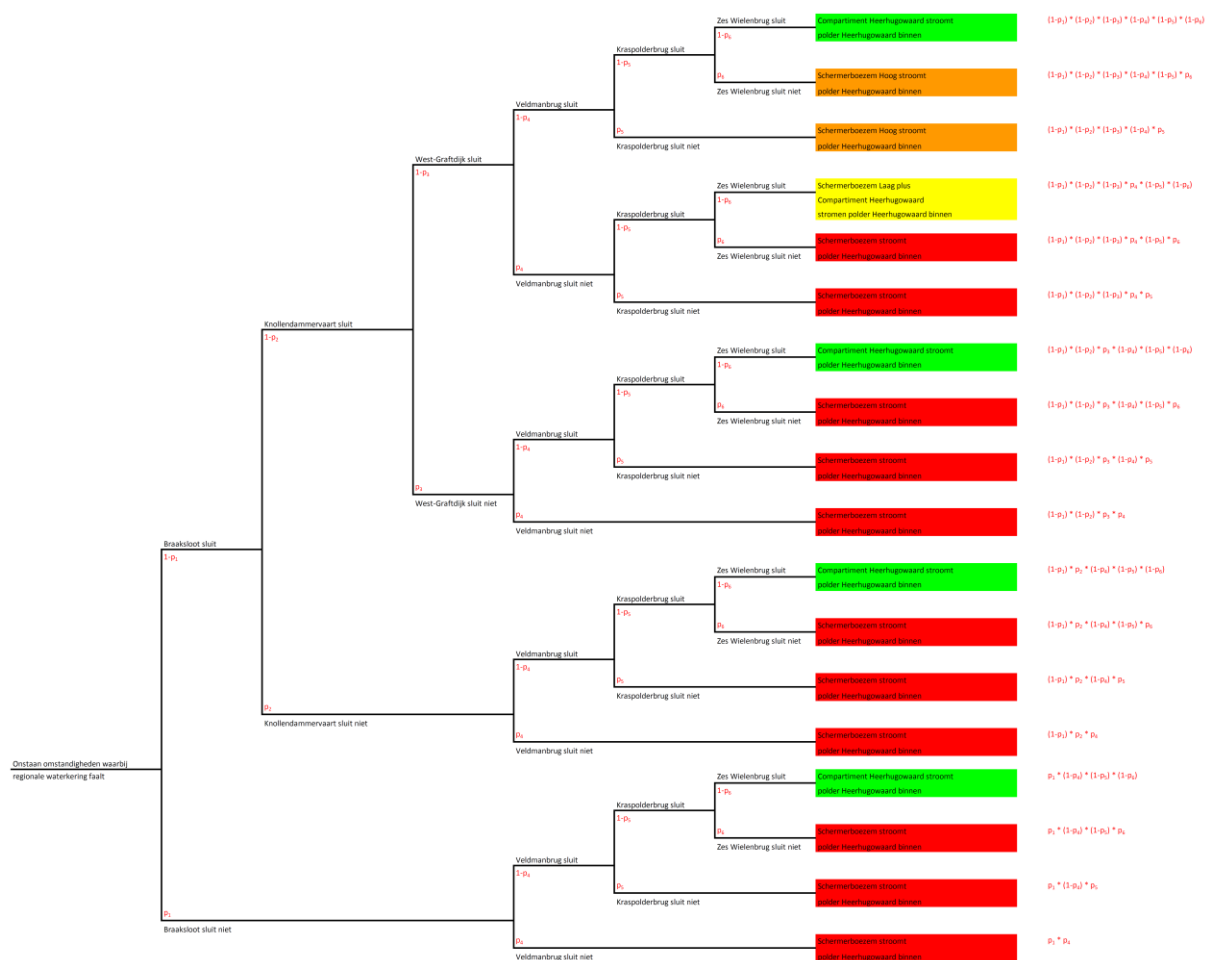 Zes Wielenbrug sluit
Compartiment Heerhugowaard stroomt
polder Heerhugowaard binnen
(1-p₁) * (1-p₂) * (1-p₃) * (1-p₄) * (1-p₅) * (1-p₆)
1-p₆
Kraspolderbrug sluit
1-p₅
p₆
Zes Wielenbrug sluit niet
Schermerboezem Hoog stroomt
polder Heerhugowaard binnen
(1-p₁) * (1-p₂) * (1-p₃) * (1-p₄) * (1-p₅) * p₆
Veldmanbrug sluit
1-p₄
p₅
Kraspolderbrug sluit niet
Schermerboezem Hoog stroomt
polder Heerhugowaard binnen
(1-p₁) * (1-p₂) * (1-p₃) * (1-p₄) * p₅
West-Graftdijk sluit
1-p₃
Zes Wielenbrug sluit
Schermerboezem Laag plus
Compartiment Heerhugowaard
stromen polder Heerhugowaard binnen
(1-p₁) * (1-p₂) * (1-p₃) * p₄ * (1-p₅) * (1-p₆)
1-p₆
Kraspolderbrug sluit
1-p₅
p₆
Zes Wielenbrug sluit niet
Schermerboezem stroomt
polder Heerhugowaard binnen
(1-p₁) * (1-p₂) * (1-p₃) * p₄ * (1-p₅) * p₆
p₄
Veldmanbrug sluit niet
p₅
Kraspolderbrug sluit niet
Schermerboezem stroomt
polder Heerhugowaard binnen
(1-p₁) * (1-p₂) * (1-p₃) * p₄ * p₅
Knollendammervaart sluit
1-p₂
Zes Wielenbrug sluit
Compartiment Heerhugowaard stroomt
polder Heerhugowaard binnen
(1-p₁) * (1-p₂) * p₃ * (1-p₄) * (1-p₅) * (1-p₆)
1-p₆
Kraspolderbrug sluit
1-p₅
p₆
Zes Wielenbrug sluit niet
Schermerboezem stroomt
polder Heerhugowaard binnen
(1-p₁) * (1-p₂) * p₃ * (1-p₄) * (1-p₅) * p₆
Veldmanbrug sluit
1-p₄
p₅
Kraspolderbrug sluit niet
Schermerboezem stroomt
polder Heerhugowaard binnen
(1-p₁) * (1-p₂) * p₃ * (1-p₄) * p₅
p₃
West-Graftdijk sluit niet
p₄
Veldmanbrug sluit niet
Schermerboezem stroomt
polder Heerhugowaard binnen
(1-p₁) * (1-p₂) * p₃ * p₄
Braaksloot sluit
1-p₁
Zes Wielenbrug sluit
Compartiment Heerhugowaard stroomt
polder Heerhugowaard binnen
(1-p₁) * p₂ * (1-p₄) * (1-p₅) * (1-p₆)
1-p₆
Kraspolderbrug sluit
1-p₅
p₆
Zes Wielenbrug sluit niet
Schermerboezem stroomt
polder Heerhugowaard binnen
(1-p₁) * p₂ * (1-p₄) * (1-p₅) * p₆
Veldmanbrug sluit
1-p₄
p₅
Kraspolderbrug sluit niet
Schermerboezem stroomt
polder Heerhugowaard binnen
(1-p₁) * p₂ * (1-p₄) * p₅
p₂
Knollendammervaart sluit niet
p₄
Veldmanbrug sluit niet
Schermerboezem stroomt
polder Heerhugowaard binnen
(1-p₁) * p₂ * p₄
Onstaan omstandigheden waarbij
regionale waterkering faalt
Zes Wielenbrug sluit
Compartiment Heerhugowaard stroomt
polder Heerhugowaard binnen
p₁ * (1-p₄) * (1-p₅) * (1-p₆)
1-p₆
Kraspolderbrug sluit
1-p₅
p₆
Zes Wielenbrug sluit niet
Schermerboezem stroomt
polder Heerhugowaard binnen
p₁ * (1-p₄) * (1-p₅) * p₆
Veldmanbrug sluit
1-p₄
p₅
Kraspolderbrug sluit niet
Schermerboezem stroomt
polder Heerhugowaard binnen
p₁ * (1-p₄) * p₅
p₁
Braaksloot sluit niet
p₄
Veldmanbrug sluit niet
Schermerboezem stroomt
polder Heerhugowaard binnen
p₁ * p₄